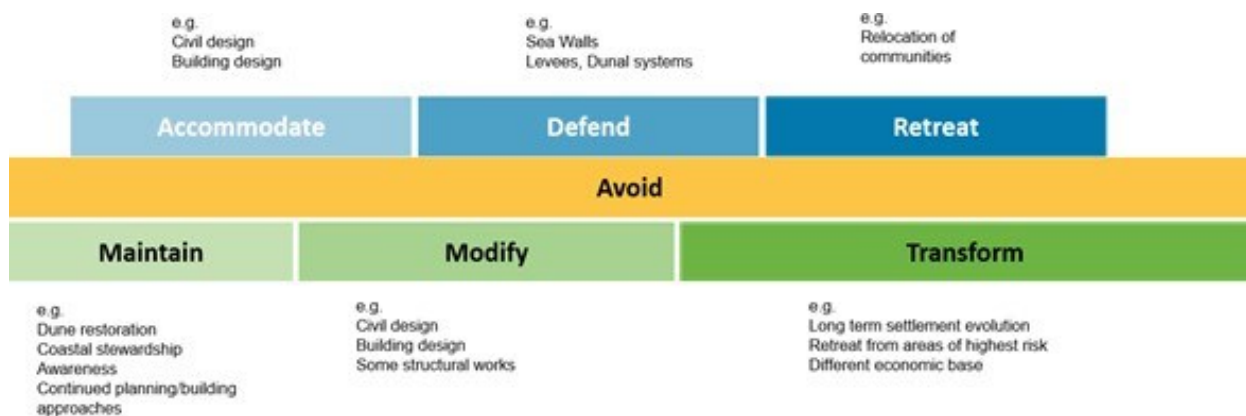 e.g.
Civil design
Building design
e.g.
Sea Walls
Levees, Dunal systems
e.g.
Relocation of
communities
Accommodate
Defend
Retreat
Avoid
Maintain
Modify
Transform
e.g.
Dune restoration
Coastal stewardship
Awareness
Continued planning/building
approaches
e.g.
Civil design
Building design
Some structural works
e.g.
Long term settlement evolution
Retreat from areas of highest risk
Different economic base